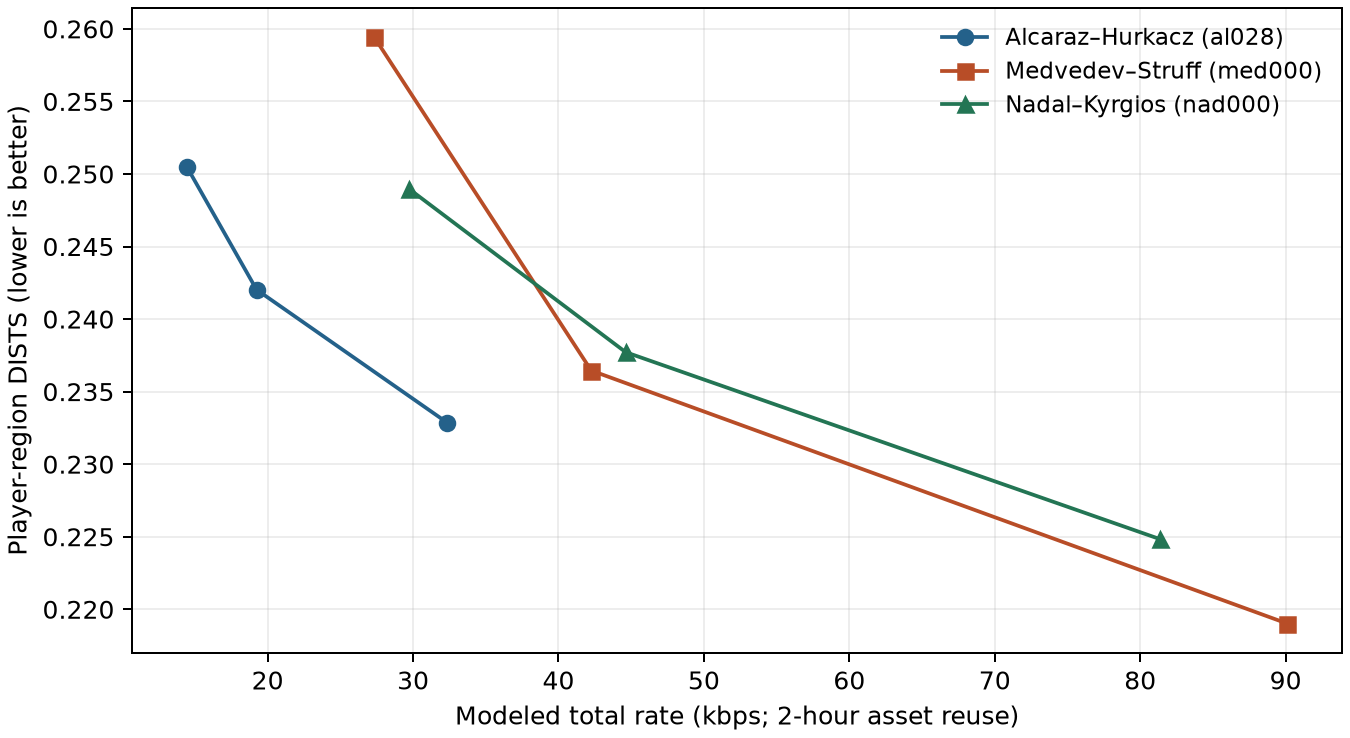 0.260
0.255
0.250
0.245
0.240
0.235
0.230
0.225
0.220
Player-region DISTS (lower is better)
Alcaraz–Hurkacz (al028)
Medvedev–Struff (med000)
Nadal–Kyrgios (nad000)
20 30 40 50 60 70 80 90
Modeled total rate (kbps; 2-hour asset reuse)